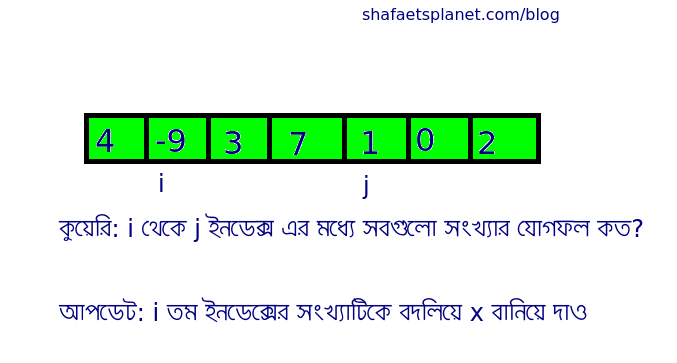 shafaetsplanet.com/blog
4 -9 3 7 1 0 2
i j
কুয়েরি: i থেকে j ইনডেক্স এর মধ্যে সবগুলো সংখ্যার যোগফল কত?
আপডেট: i তম ইনডেক্সের সংখ্যাটিকে বদলিয়ে x বানিয়ে দাও